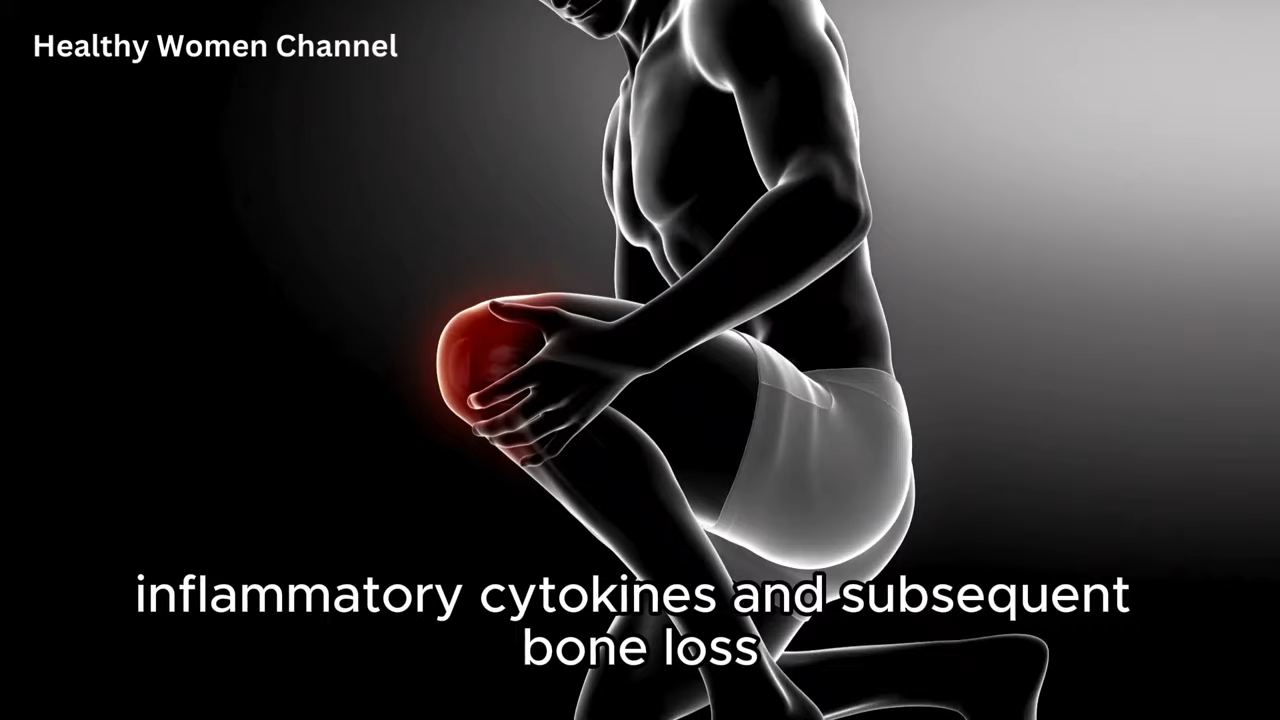 Healthy Women Channel
inflammatory cytokines and subsequent
bone loss